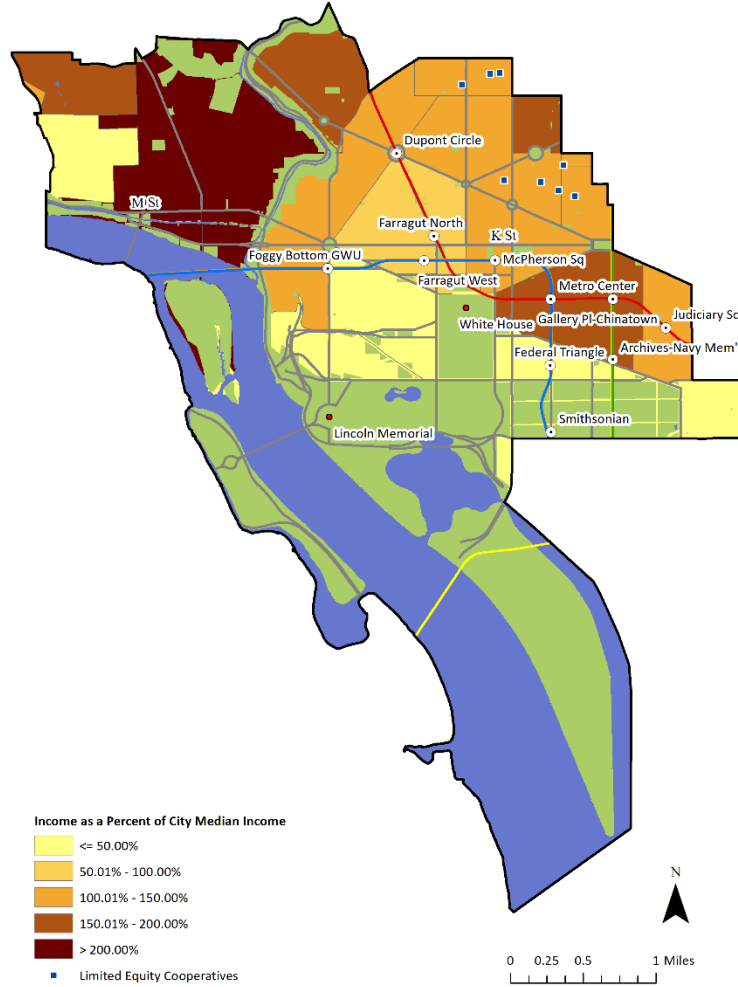 Dupont Circle
M St
Farragut North
K St
Foggy Bottom GWU
McPherson Sq
Farragut West
Metro Center
White House
Gallery Pl-Chinatown
Judiciary Sq
Federal Triangle
Archives-Navy Mem'
Smithsonian
Lincoln Memorial
Income as a Percent of City Median Income
<= 50.00%
50.01% - 100.00%
100.01% - 150.00%
150.01% - 200.00%
> 200.00%
Limited Equity Cooperatives
N
0 0.25 0.5 1 Miles